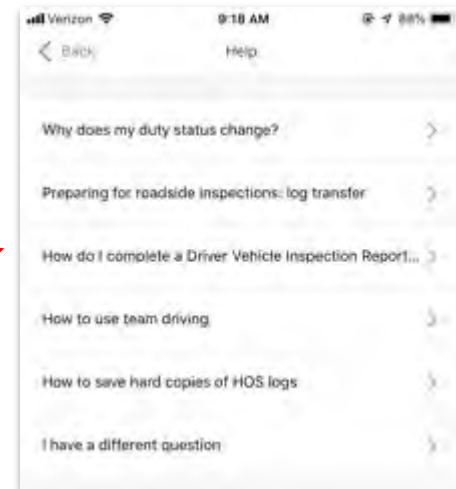 Verizon 9:18 AM 88%
Back Help
Why does my duty status change?
Preparing for roadside inspections: log transfer
How do I complete a Driver Vehicle Inspection Report...
How to use team driving
How to save hard copies of HOS logs
I have a different question